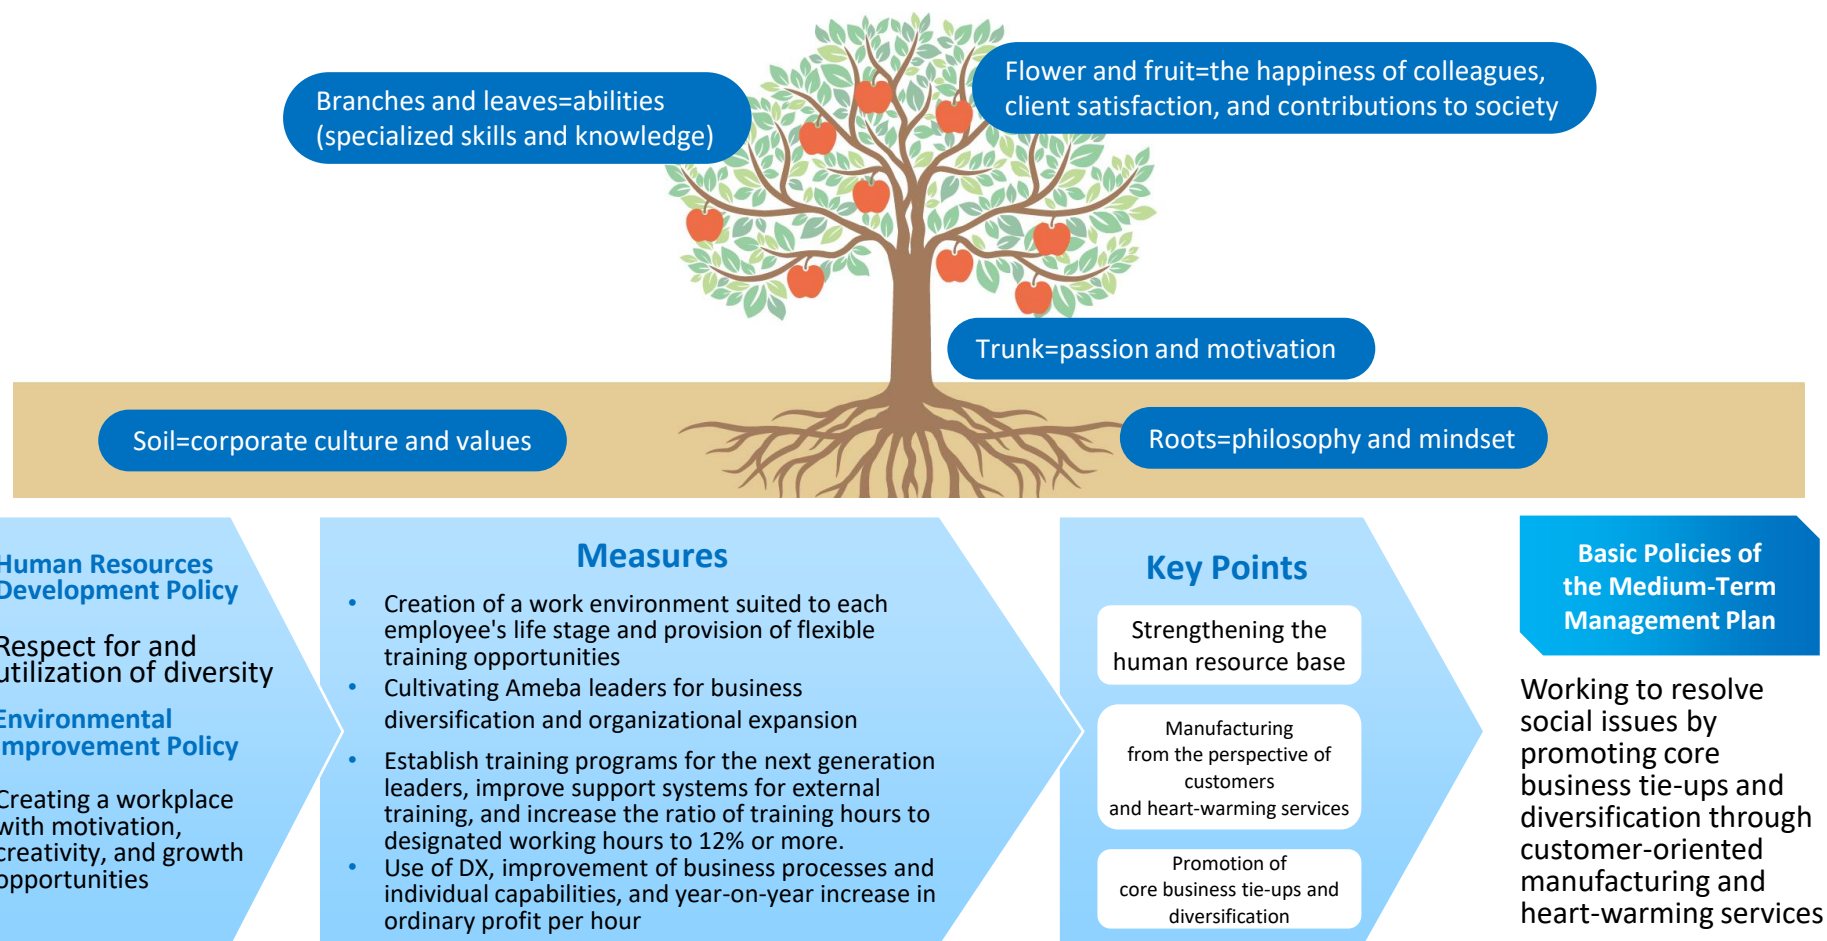 Branches and leaves=abilities
(specialized skills and knowledge)
Flower and fruit=the happiness of colleagues,
client satisfaction, and contributions to society
Trunk=passion and motivation
Soil=corporate culture and values
Roots=philosophy and mindset
Human Resources
Development Policy
Respect for and
utilization of diversity
Environmental
Improvement Policy
Creating a workplace
with motivation,
creativity, and growth
opportunities
Measures
• Creation of a work environment suited to each
employee's life stage and provision of flexible
training opportunities
• Cultivating Ameba leaders for business
diversification and organizational expansion
• Establish training programs for the next generation
leaders, improve support systems for external
training, and increase the ratio of training hours to
designated working hours to 12% or more.
• Use of DX, improvement of business processes and
individual capabilities, and year-on-year increase in
ordinary profit per hour
Key Points
Strengthening the
human resource base
Manufacturing
from the perspective of
customers
and heart-warming services
Promotion of
core business tie-ups and
diversification
Basic Policies of
the Medium-Term
Management Plan
Working to resolve
social issues by
promoting core
business tie-ups and
diversification through
customer-oriented
manufacturing and
heart-warming services